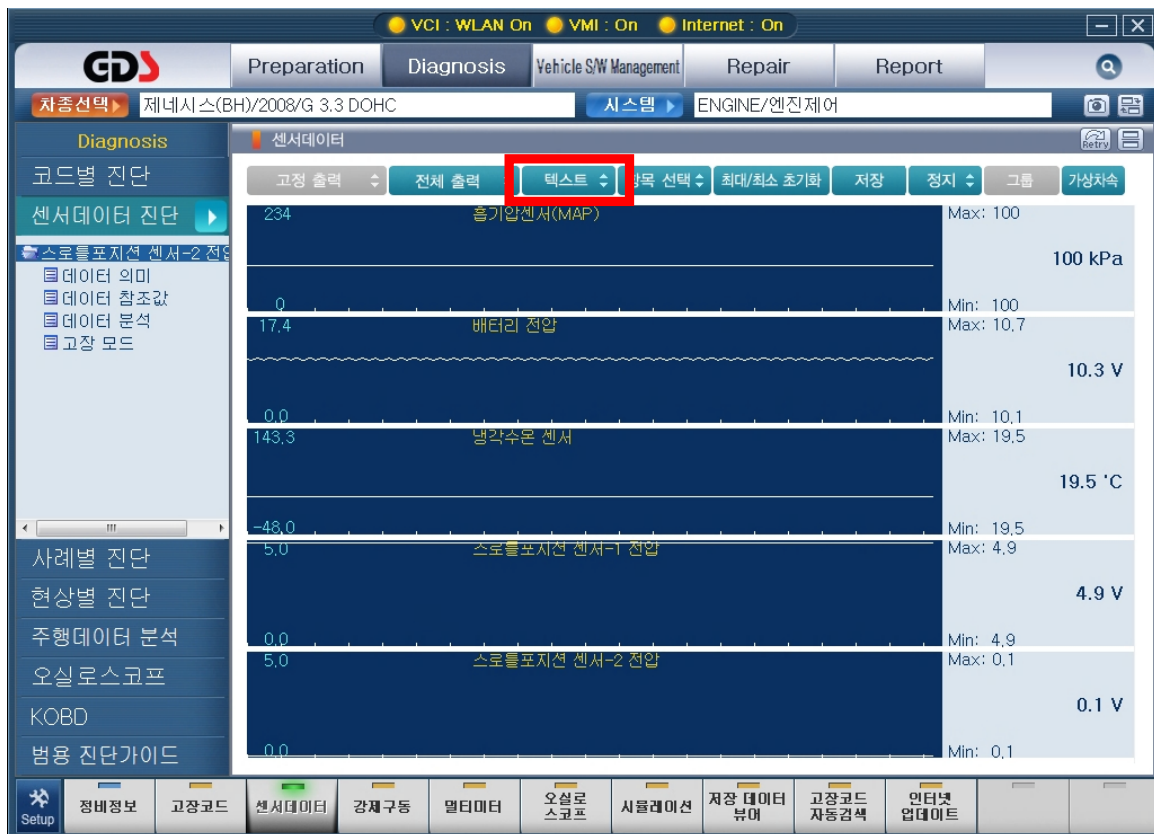 VCI : WLAN On VMI : On Internet : On
GDS Preparation Diagnosis Vehicle S/W Management Repair Report
차종선택 제네시스(BH)/2008/G 3.3 DOHC 시스템 ENGINE/엔진제어
Diagnosis
코드별 진단
센서데이터 진단
스로틀포지션 센서-2 전압
데이터 의미
데이터 참조값
데이터 분석
고장 모드
사례별 진단
현상별 진단
주행데이터 분석
오실로스코프
KOBD
범용 진단가이드
센서데이터
Retry
고정 출력 전체 출력 텍스트 항목 선택 최대/최소 초기화 저장 정지 그룹 가상차속
234 흡기압센서(MAP) Max: 100
100 kPa
0 Min: 100
17.4 배터리 전압 Max: 10.7
10.3 V
0.0 Min: 10.1
143.3 냉각수온 센서 Max: 19.5
19.5 'C
-48.0 Min: 19.5
5.0 스로틀포지션 센서-1 전압 Max: 4.9
4.9 V
0.0 Min: 4.9
5.0 스로틀포지션 센서-2 전압 Max: 0.1
0.1 V
0.0 Min: 0.1
Setup 정비정보 고장코드 센서데이터 강제구동 멀티미터 오실로스코프 시뮬레이션 저장 데이터 뷰어 고장코드 자동검색 인터넷 업데이트